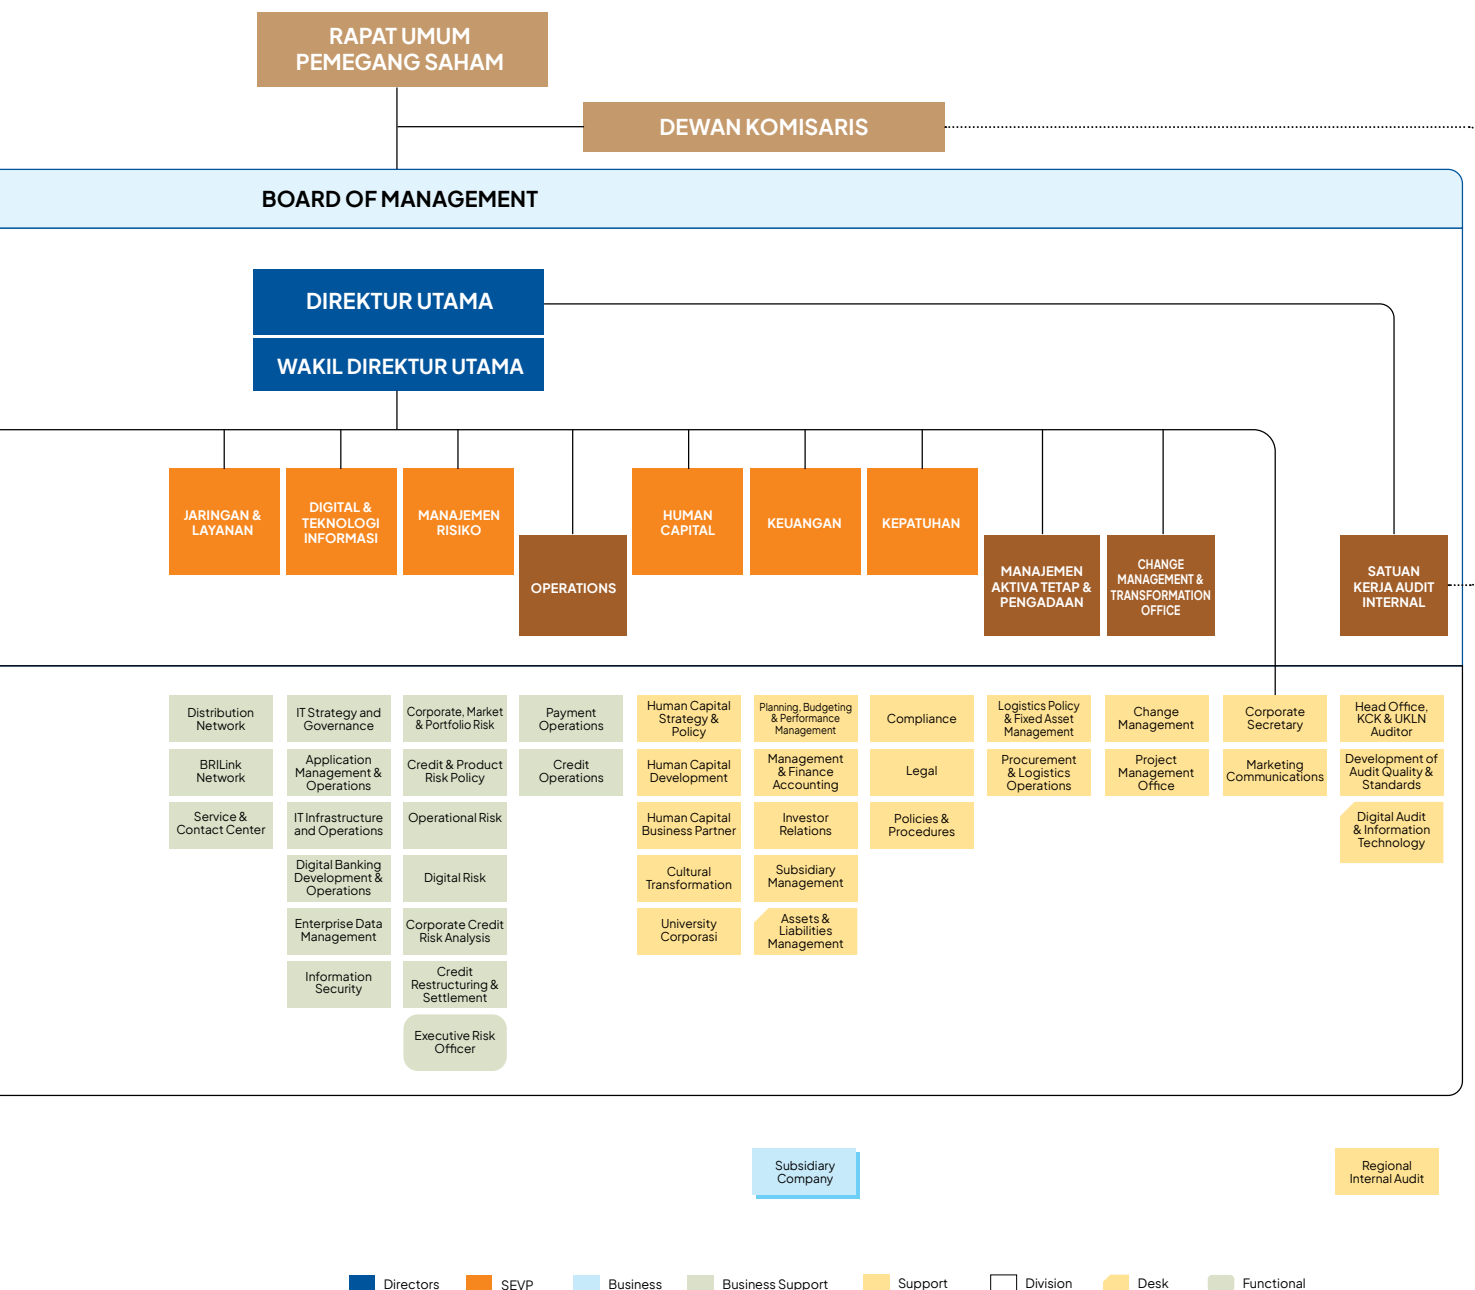 RAPAT UMUM
PEMEGANG SAHAM
DEWAN KOMISARIS
BOARD OF MANAGEMENT
DIREKTUR UTAMA
WAKIL DIREKTUR UTAMA
JARINGAN &
LAYANAN
DIGITAL &
TEKNOLOGI
INFORMASI
MANAJEMEN
RISIKO
OPERATIONS
HUMAN
CAPITAL
KEUANGAN
KEPATUHAN
MANAJEMEN
AKTIVA TETAP &
PENGADAAN
CHANGE
MANAGEMENT &
TRANSFORMATION
OFFICE
SATUAN
KERJA AUDIT
INTERNAL
Distribution
Network
BRILink
Network
Service &
Contact Center
IT Strategy and
Governance
Application
Management &
Operations
IT Infrastructure
and Operations
Digital Banking
Development &
Operations
Enterprise Data
Management
Information
Security
Corporate, Market
& Portfolio Risk
Credit & Product
Risk Policy
Operational Risk
Digital Risk
Corporate Credit
Risk Analysis
Credit
Restructuring &
Settlement
Executive Risk
Officer
Payment
Operations
Credit
Operations
Human Capital
Strategy &
Policy
Human Capital
Development
Human Capital
Business Partner
Cultural
Transformation
University
Corporasi
Planning, Budgeting
& Performance
Management
Management
& Finance
Accounting
Investor
Relations
Subsidiary
Management
Assets &
Liabilities
Management
Compliance
Legal
Policies &
Procedures
Logistics Policy
& Fixed Asset
Management
Procurement
& Logistics
Operations
Change
Management
Project
Management
Office
Corporate
Secretary
Marketing
Communications
Head Office,
KCK & UKLN
Auditor
Development of
Audit Quality &
Standards
Digital Audit
& Information
Technology
Subsidiary
Company
Regional
Internal Audit
Directors
SEVP
Business
Business Support
Support
Division
Desk
Functional